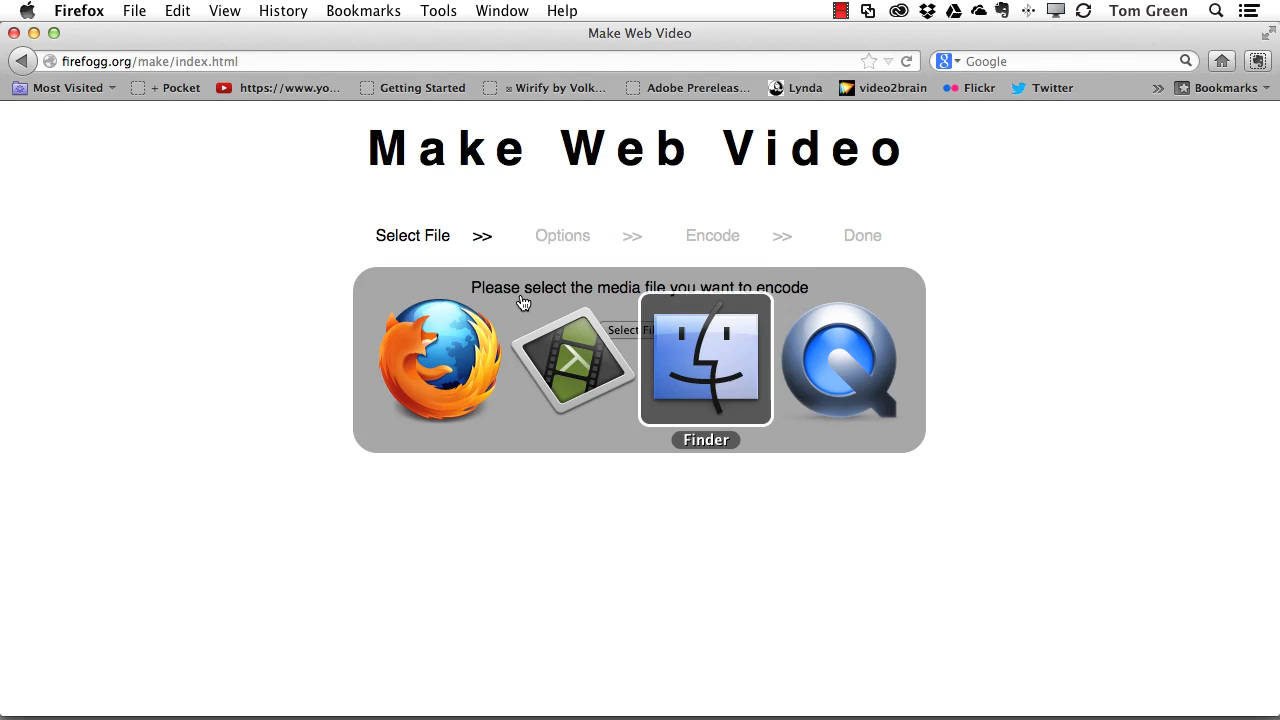 Firefox File Edit View History Bookmarks Tools Window Help Tom Green
Make Web Video
firefogg.org/make/index.html Google
Most Visited + Pocket https://www.yo... Getting Started Wirify by Volk... Adobe Prereleas... Lynda video2brain Flickr Twitter >> Bookmarks
Make Web Video
Select File >> Options >> Encode >> Done
Please select the media file you want to encode
Select Fil
Finder